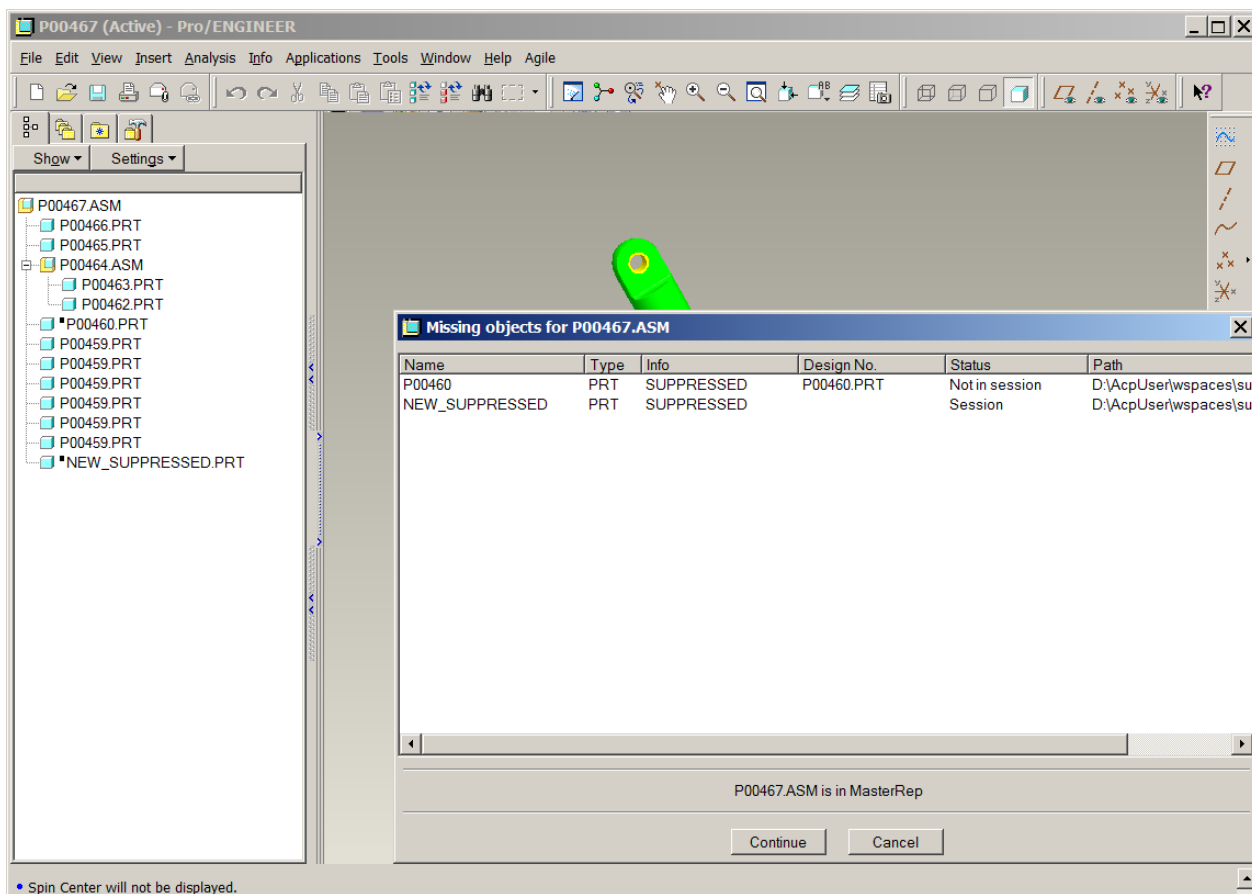 P00467 (Active) - Pro/ENGINEER
File Edit View Insert Analysis Info Applications Tools Window Help Agile
Show Settings
P00467.ASM
P00466.PRT
P00465.PRT
P00464.ASM
P00463.PRT
P00462.PRT
P00460.PRT
P00459.PRT
P00459.PRT
P00459.PRT
P00459.PRT
P00459.PRT
P00459.PRT
NEW_SUPPRESSED.PRT
Missing objects for P00467.ASM
Name Type Info Design No. Status Path
P00460 PRT SUPPRESSED P00460.PRT Not in session D:\AcpUser\wspaces\su
NEW_SUPPRESSED PRT SUPPRESSED Session D:\AcpUser\wspaces\su
P00467.ASM is in MasterRep
Continue Cancel
Spin Center will not be displayed.